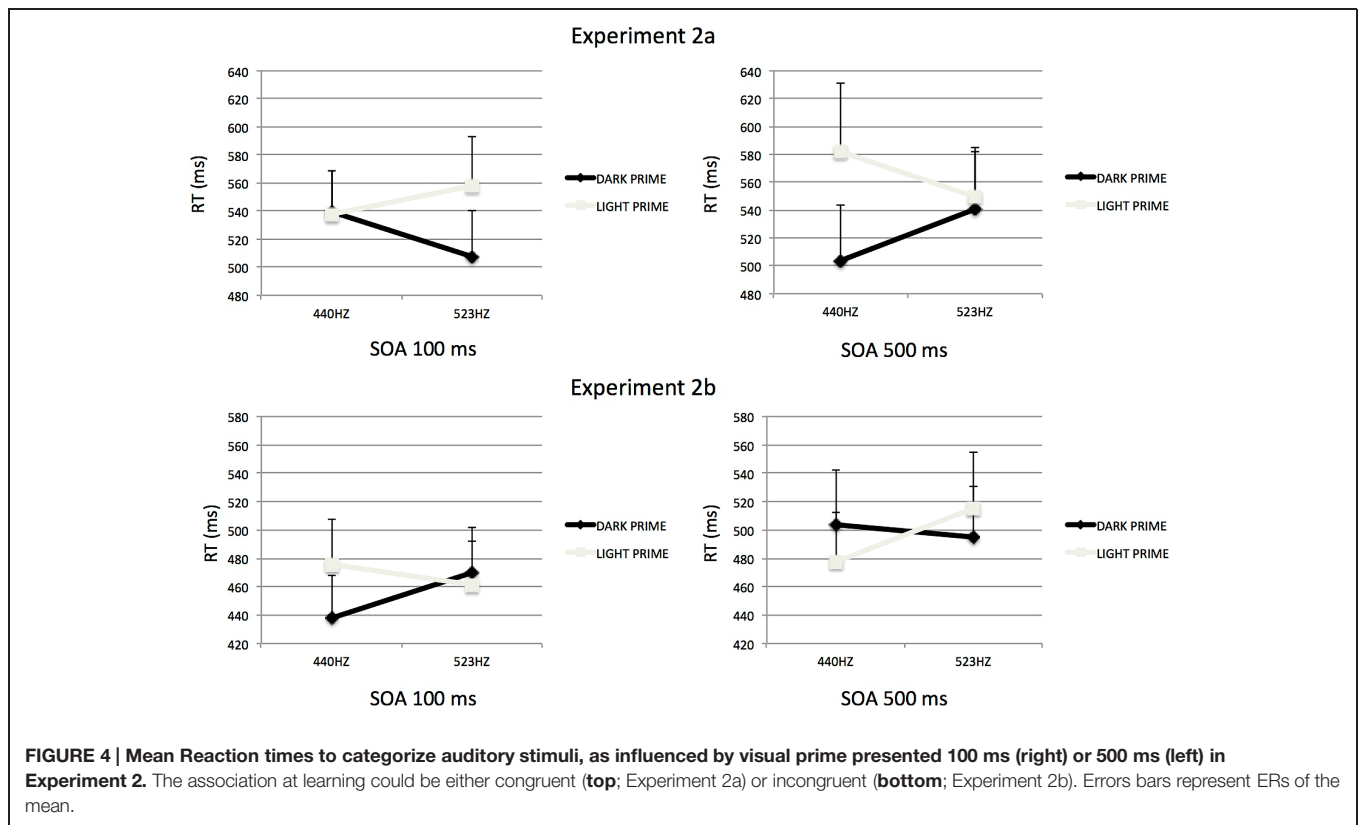 Experiment 2a
640
620
600
580
560
540
520
500
480
RT (ms)
440HZ 523HZ
SOA 100 ms
DARK PRIME
LIGHT PRIME
640
620
600
580
560
540
520
500
480
RT (ms)
440HZ 523HZ
SOA 500 ms
DARK PRIME
LIGHT PRIME
Experiment 2b
580
560
540
520
500
480
460
440
420
RT (ms)
440HZ 523HZ
SOA 100 ms
DARK PRIME
LIGHT PRIME
580
560
540
520
500
480
460
440
420
RT (ms)
440HZ 523HZ
SOA 500 ms
DARK PRIME
LIGHT PRIME
FIGURE 4 | Mean Reaction times to categorize auditory stimuli, as influenced by visual prime presented 100 ms (right) or 500 ms (left) in
Experiment 2. The association at learning could be either congruent (top; Experiment 2a) or incongruent (bottom; Experiment 2b). Errors bars represent ERs of the
mean.